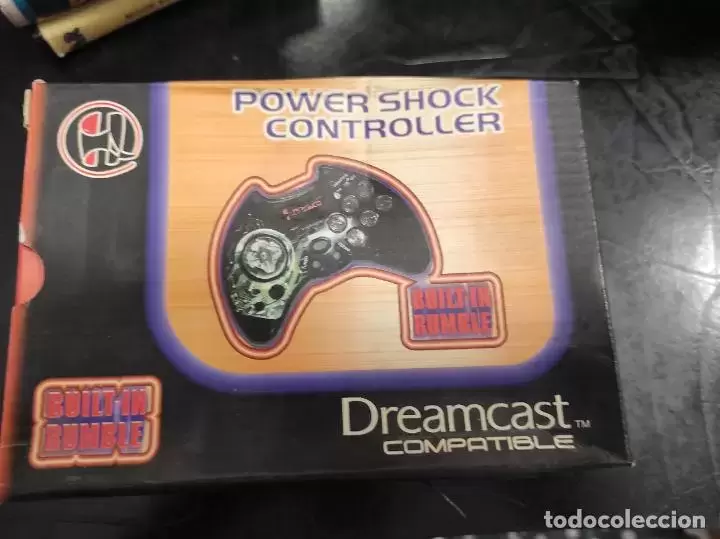 POWER SHOCK
CONTROLLER
BUILT-IN
RUMBLE
BUILT-IN
RUMBLE
Dreamcast™
COMPATIBLE
todocoleccion